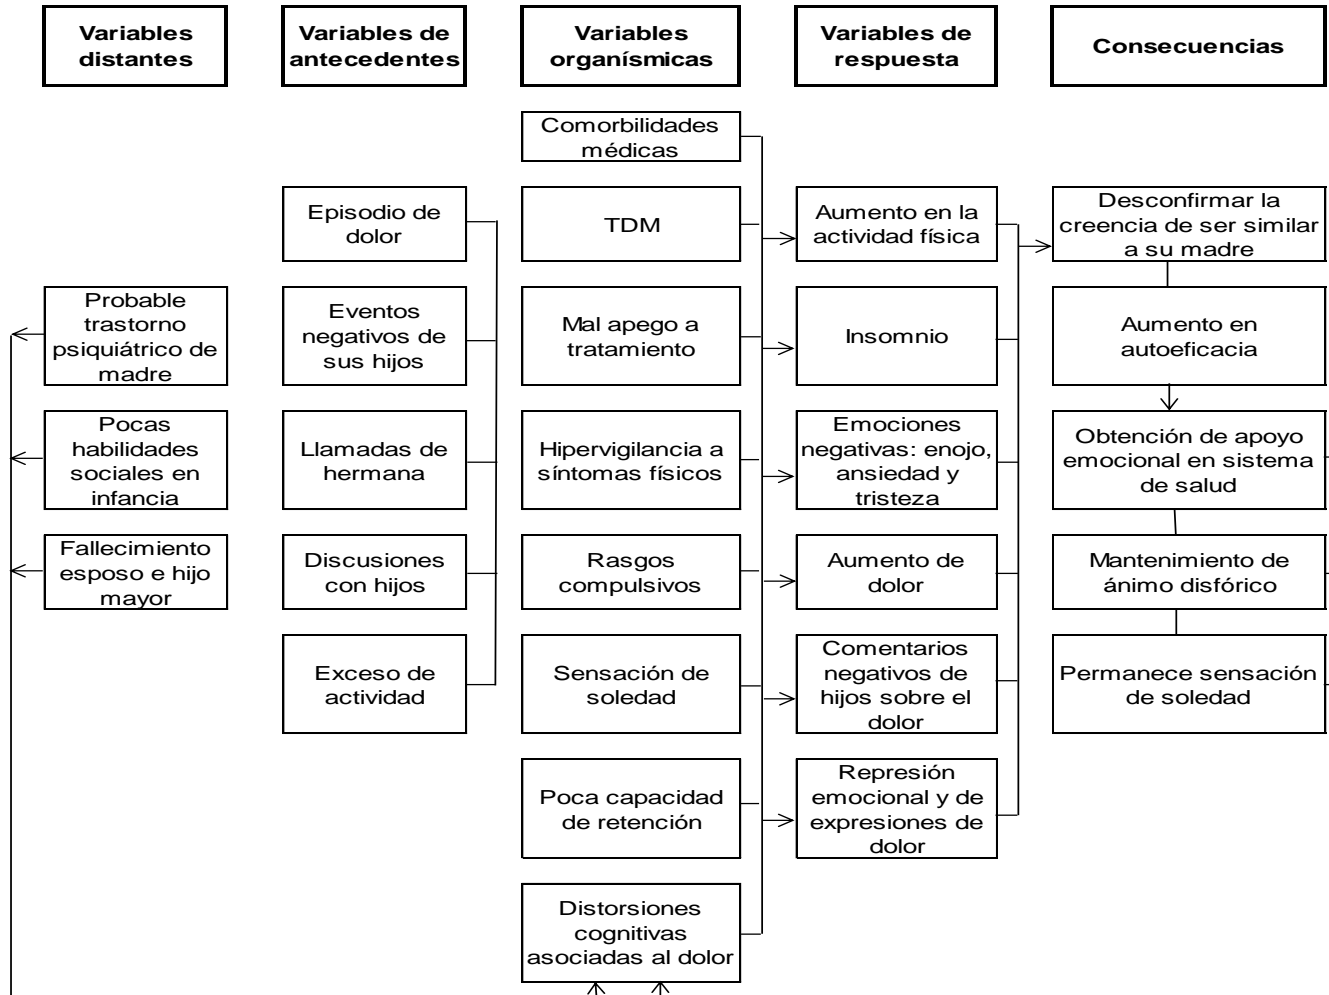 Variables
distantes
Variables de
antecedentes
Variables
organísmicas
Variables de
respuesta
Consecuencias
Probable
trastorno
psiquiátrico de
madre
Pocas
habilidades
sociales en
infancia
Fallecimiento
esposo e hijo
mayor
Episodio de
dolor
Eventos
negativos de
sus hijos
Llamadas de
hermana
Discusiones
con hijos
Exceso de
actividad
Comorbilidades
médicas
TDM
Mal apego a
tratamiento
Hipervigilancia a
síntomas físicos
Rasgos
compulsivos
Sensación de
soledad
Poca capacidad
de retención
Distorsiones
cognitivas
asociadas al dolor
Aumento en la
actividad física
Insomnio
Emociones
negativas: enojo,
ansiedad y
tristeza
Aumento de
dolor
Comentarios
negativos de
hijos sobre el
dolor
Represión
emocional y de
expresiones de
dolor
Desconfirmar la
creencia de ser similar
a su madre
Aumento en
autoeficacia
Obtención de apoyo
emocional en sistema
de salud
Mantenimiento de
ánimo disfórico
Permanece sensación
de soledad